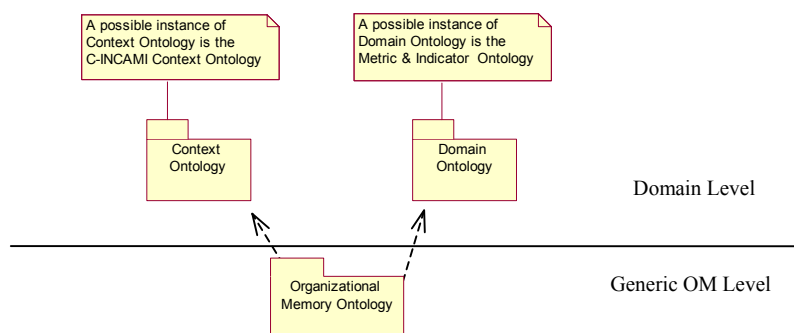 A possible instance of
Context Ontology is the
C-INCAMI Context Ontology
A possible instance of
Domain Ontology is the
Metric & Indicator Ontology
Context
Ontology
Domain
Ontology
Domain Level
Organizational
Memory Ontology
Generic OM Level